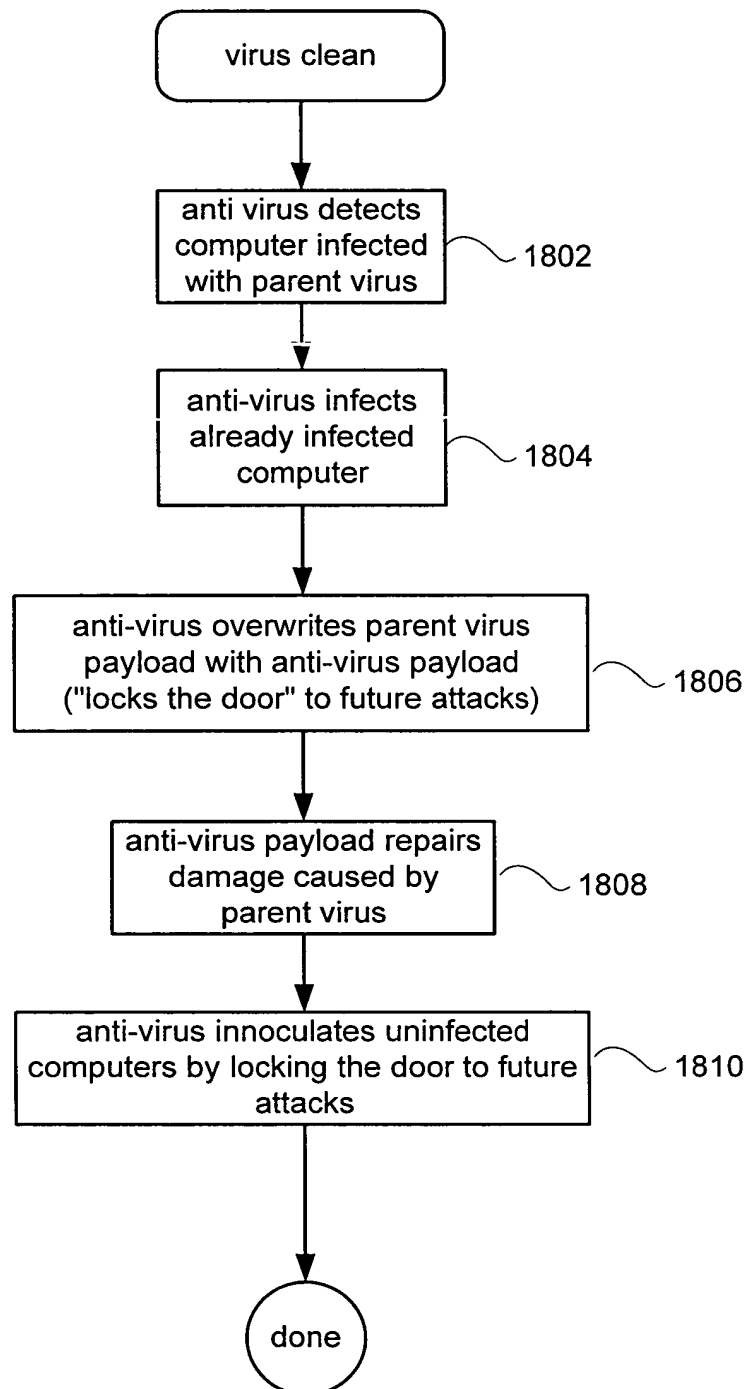 virus clean
anti virus detects
computer infected
with parent virus
1802
anti-virus infects
already infected
computer
1804
anti-virus overwrites parent virus
payload with anti-virus payload
("locks the door" to future attacks)
1806
anti-virus payload repairs
damage caused by
parent virus
1808
anti-virus innoculates uninfected
computers by locking the door to future
attacks
1810
done